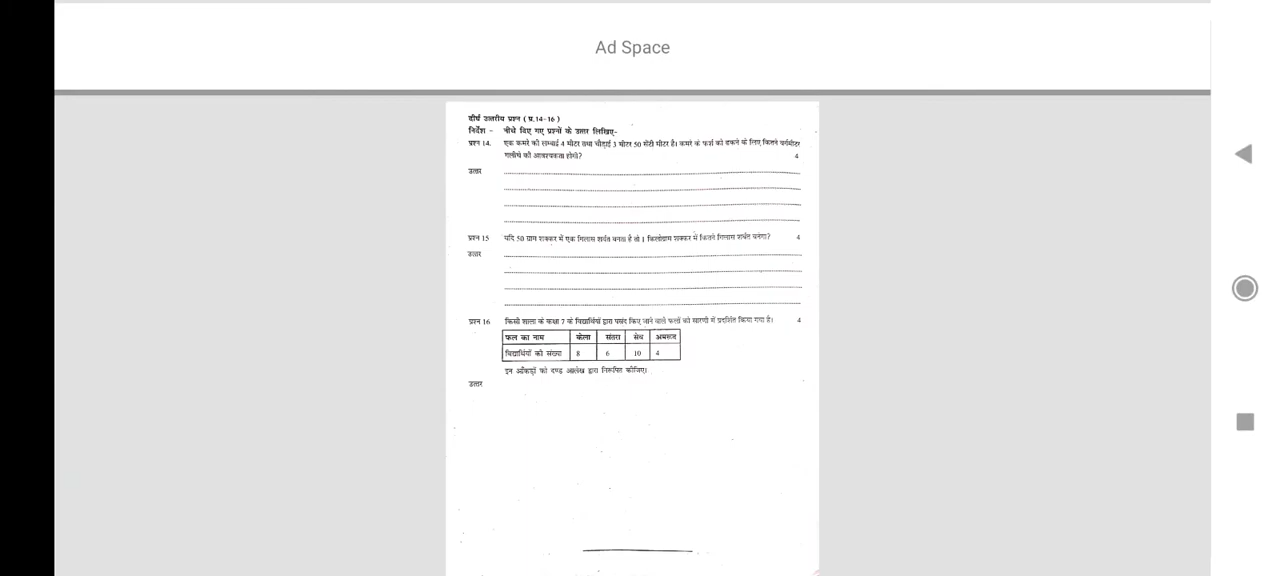 Ad Space
दीर्घ उत्तरीय प्रश्न ( प्र.14-16 )
निर्देश - नीचे दिए गए प्रश्नों के उत्तर लिखिए-
प्रश्न 14. एक कमरे की लम्बाई 4 मीटर तथा चौड़ाई 3 मीटर 50 सेंटी मीटर है। कमरे के फर्श को ढकने के लिए कितने वर्गमीटर
गलीचे की आवश्यकता होगी? 4
उत्तर
प्रश्न 15 यदि 50 ग्राम शक्कर में एक गिलास शर्बत बनता है तो 1 किलोग्राम शक्कर में कितने गिलास शर्बत बनेगा? 4
उत्तर
प्रश्न 16 किसी शाला के कक्षा 7 के विद्यार्थियों द्वारा पसंद किए जाने वाले फलों को सारणी में प्रदर्शित किया गया है। 4
फल का नाम केला संतरा सेब अमरूद
विद्यार्थियों की संख्या 8 6 10 4
इन आँकड़ों को दण्ड आलेख द्वारा निरूपित कीजिए।
उत्तर